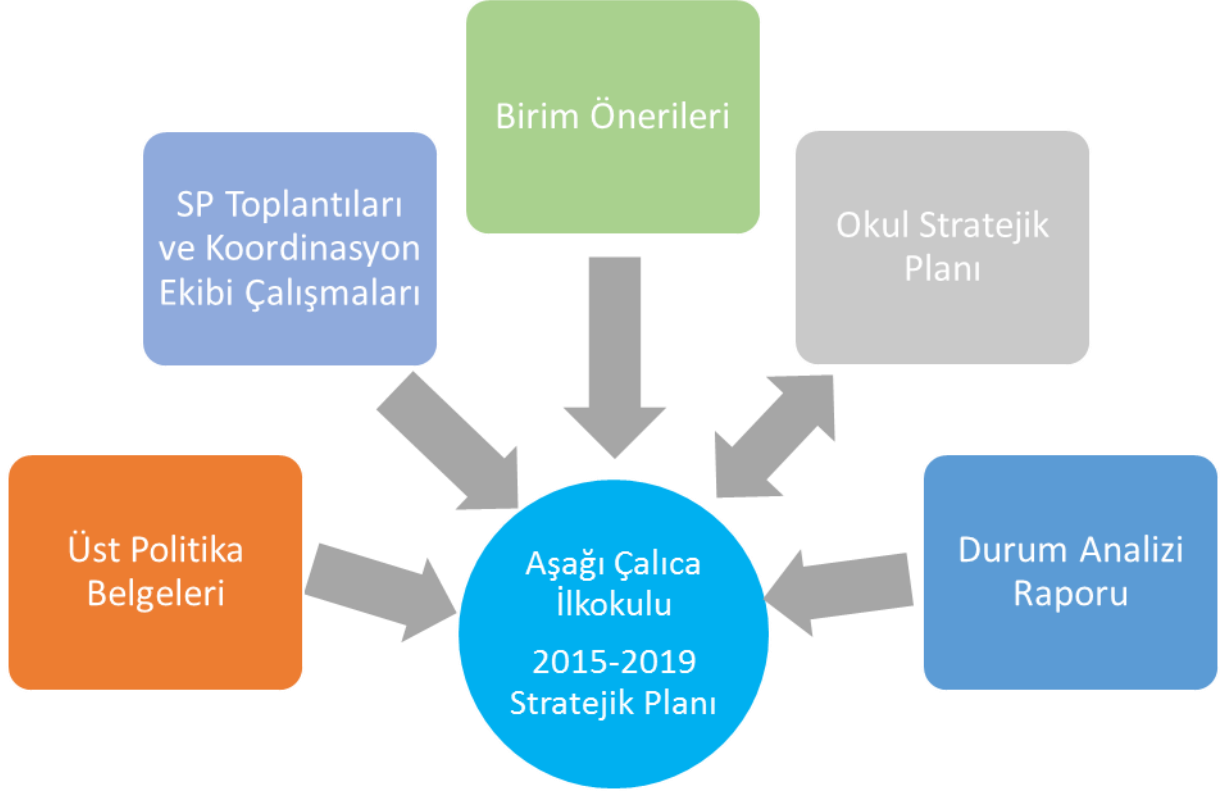 Birim Önerileri
SP Toplantıları
ve Koordinasyon
Ekibi Çalışmaları
Okul Stratejik
Planı
Üst Politika
Belgeleri
Aşağı Çalıca
İlkokulu
2015-2019
Stratejik Planı
Durum Analizi
Raporu